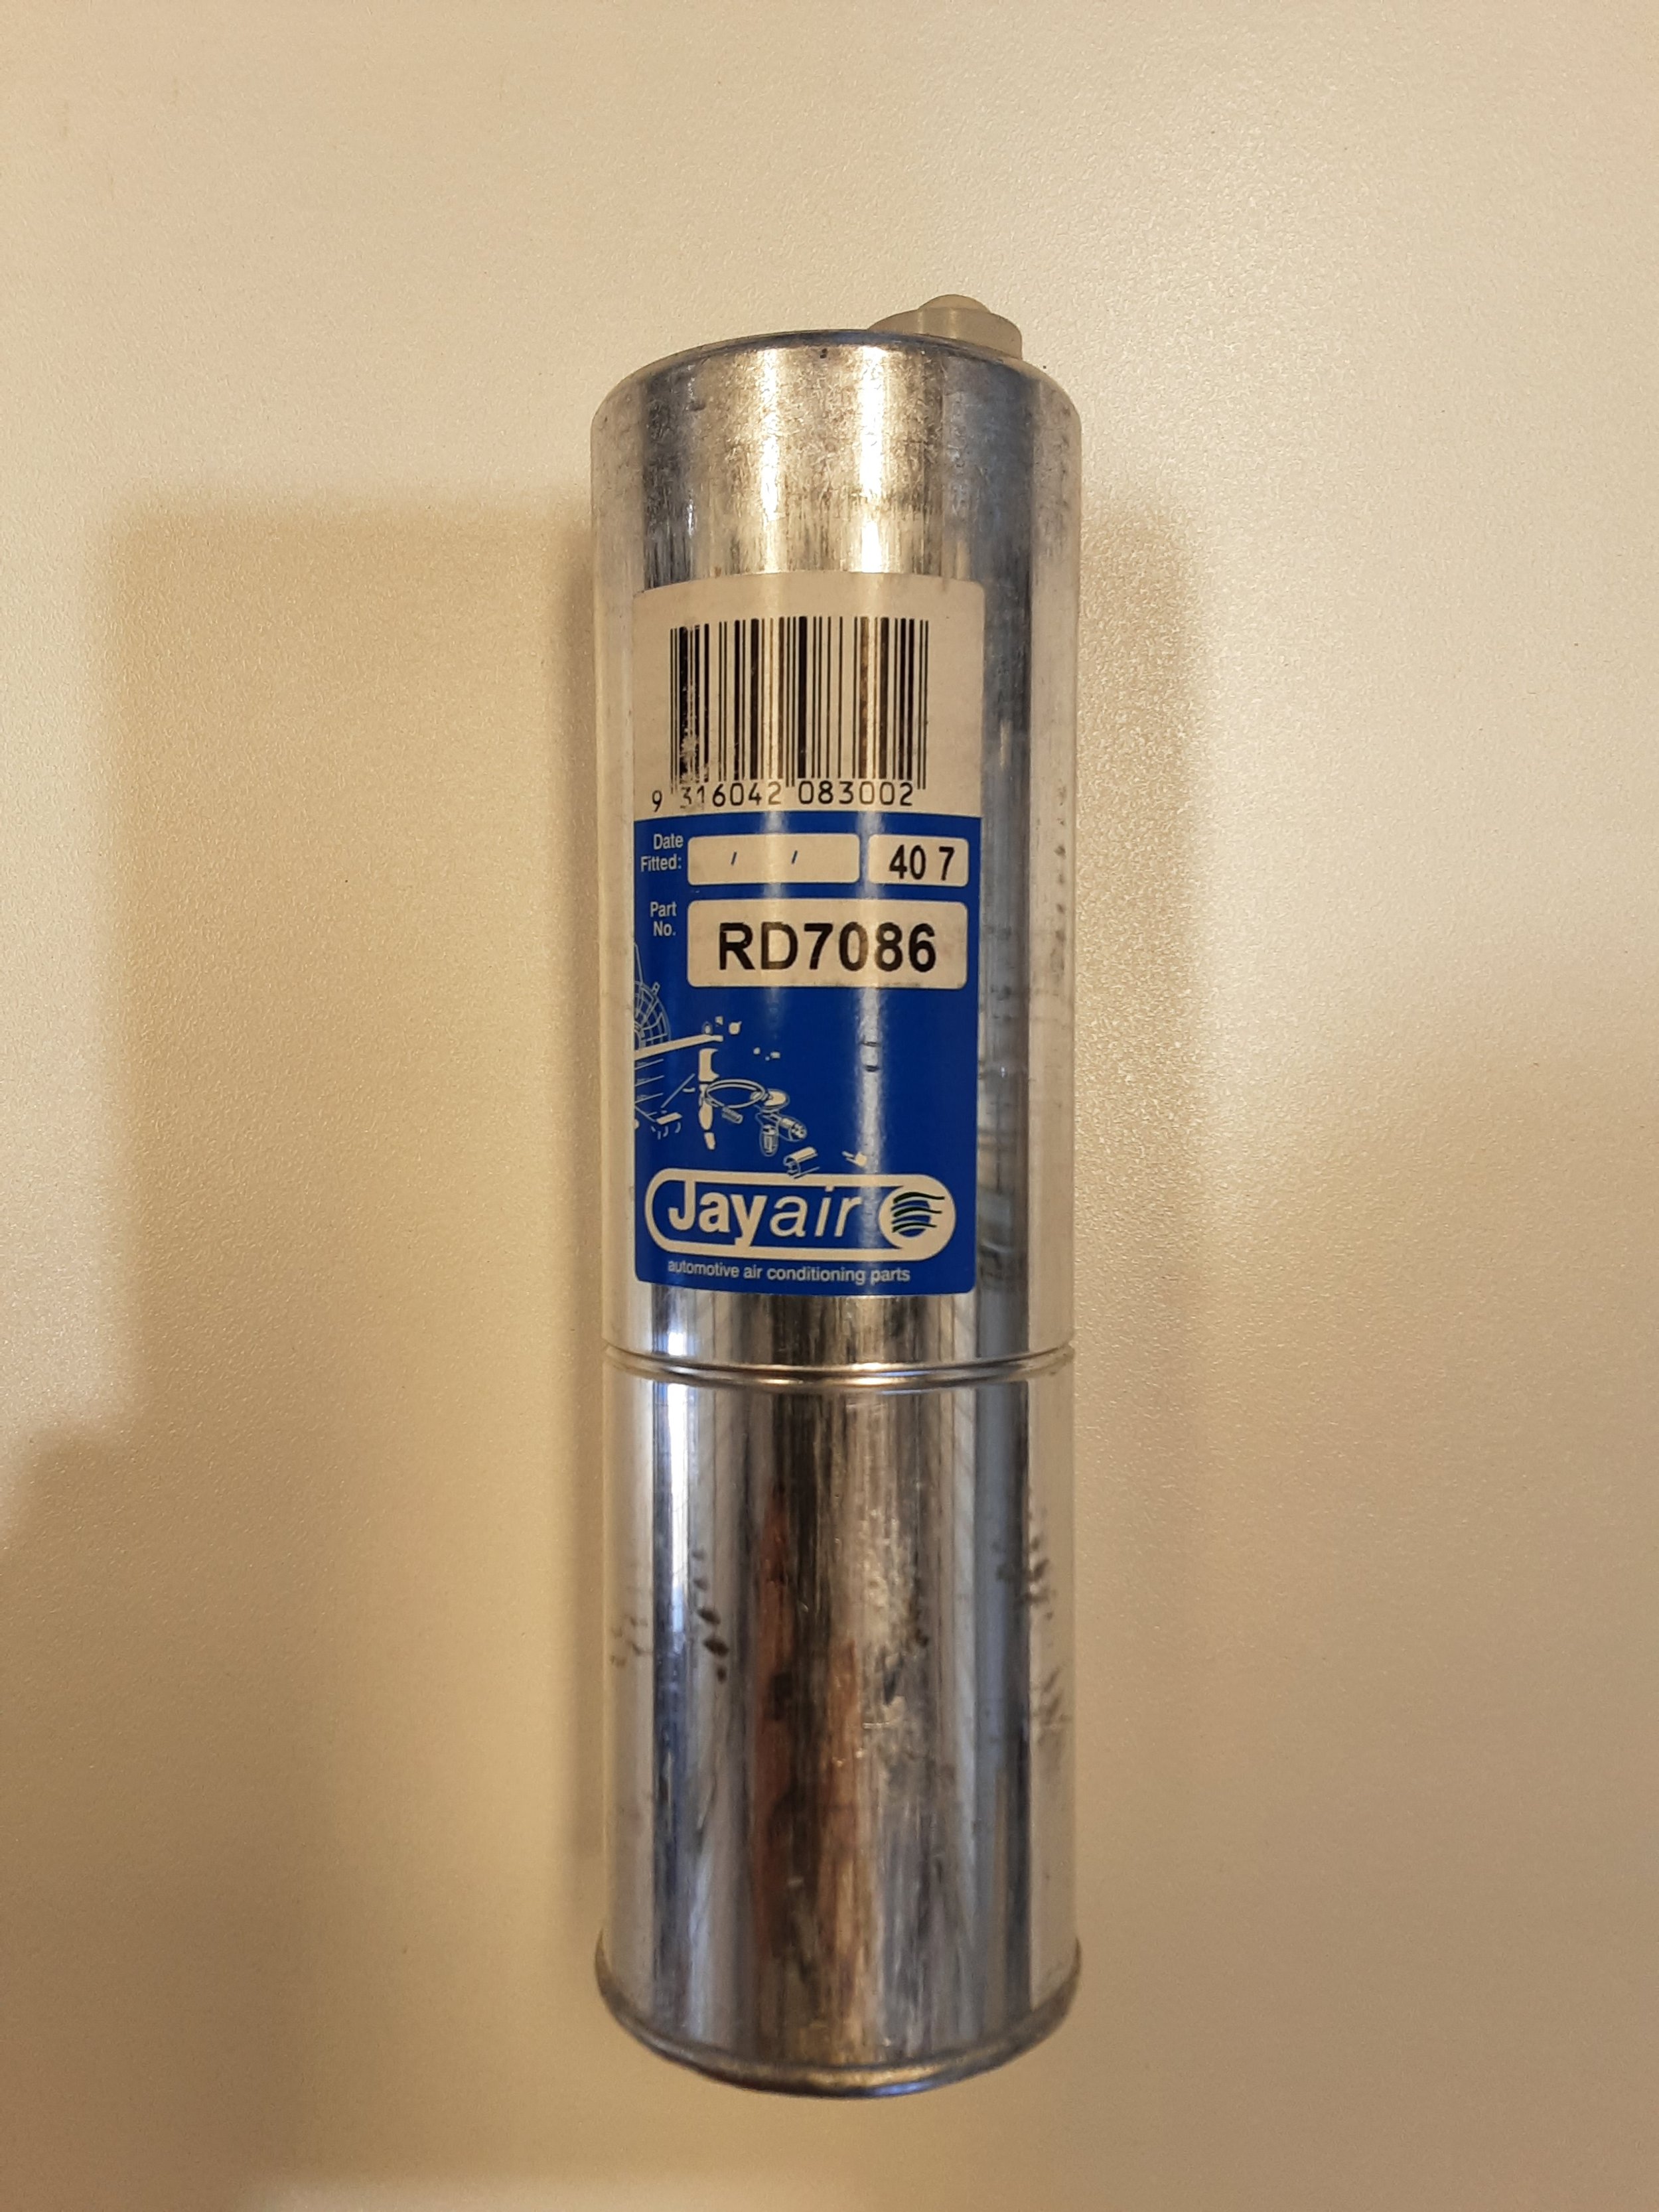 9 316042 083002
Date
Fitted: / / 40 7
Part
No. RD7086
Jayair
automotive air conditioning parts